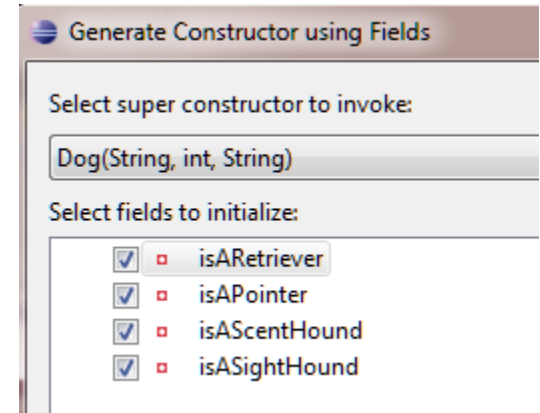 Generate Constructor using Fields
Select super constructor to invoke:
Dog(String, int, String)
Select fields to initialize:
isARetriever
isAPointer
isAScentHound
isASightHound